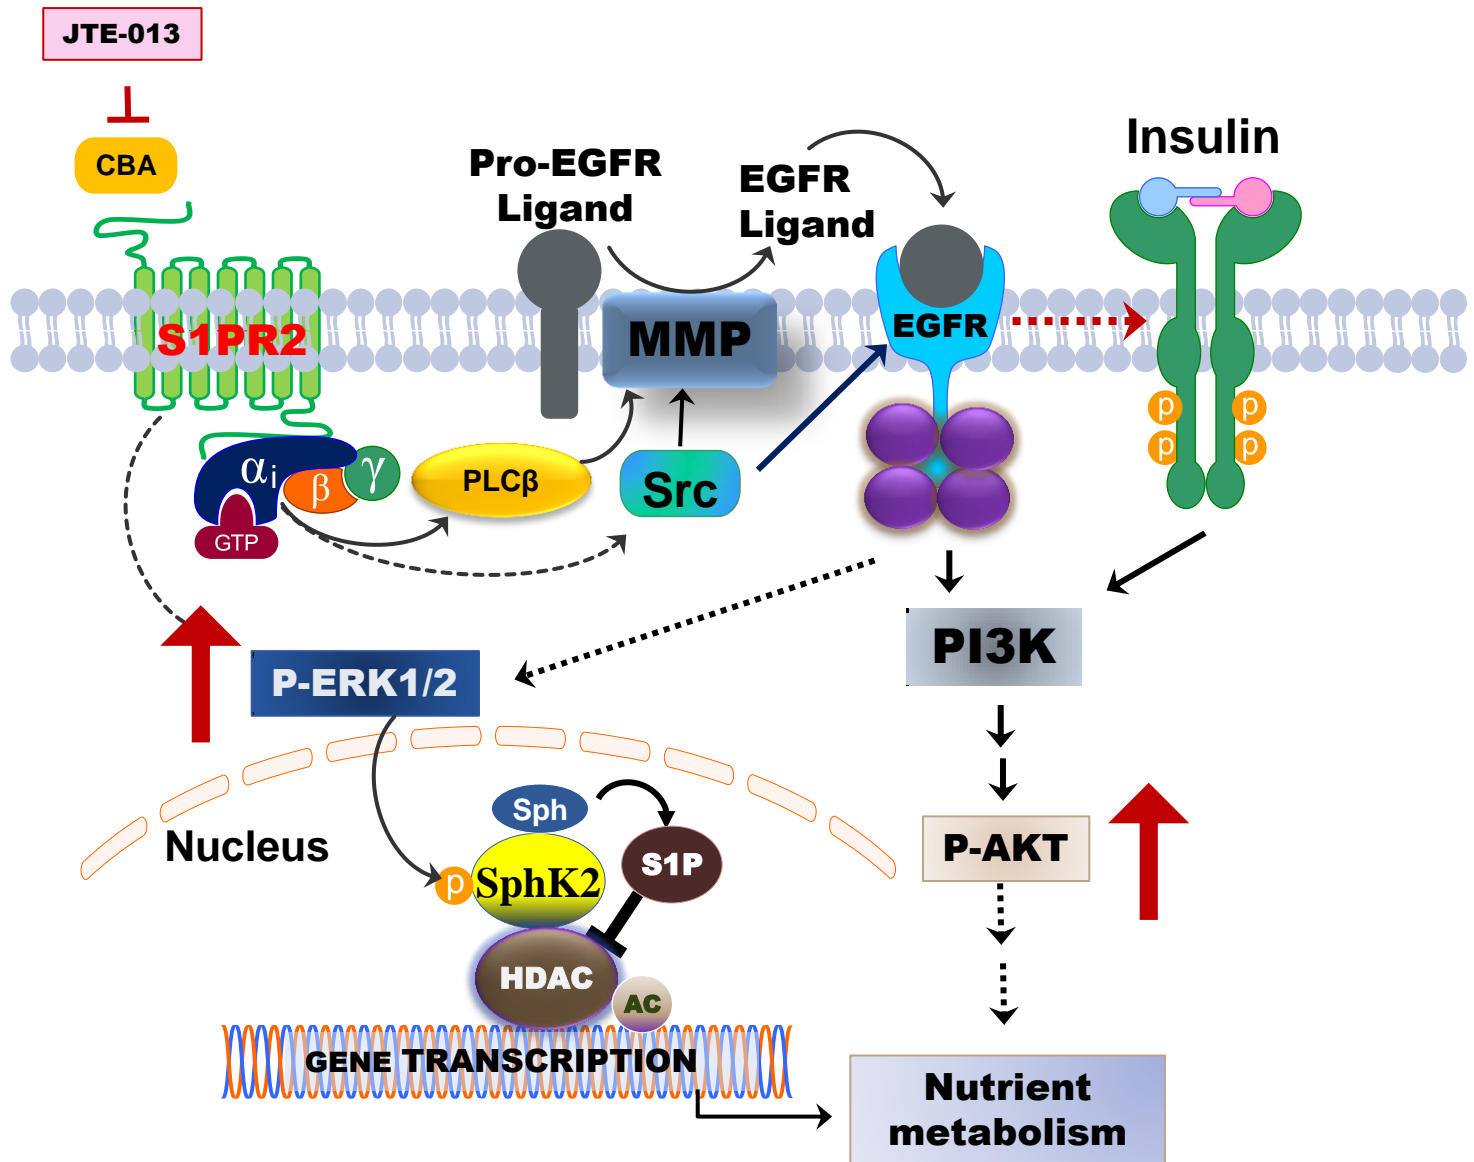 JTE-013
CBA
Pro-EGFR
Ligand
EGFR
Ligand
Insulin
S1PR2
MMP
EGFR
p
p
p
p
αi
β
γ
GTP
PLCβ
Src
PI3K
P-ERK1/2
Nucleus
Sph
S1P
p
SphK2
P-AKT
HDAC
AC
GENE TRANSCRIPTION
Nutrient
metabolism